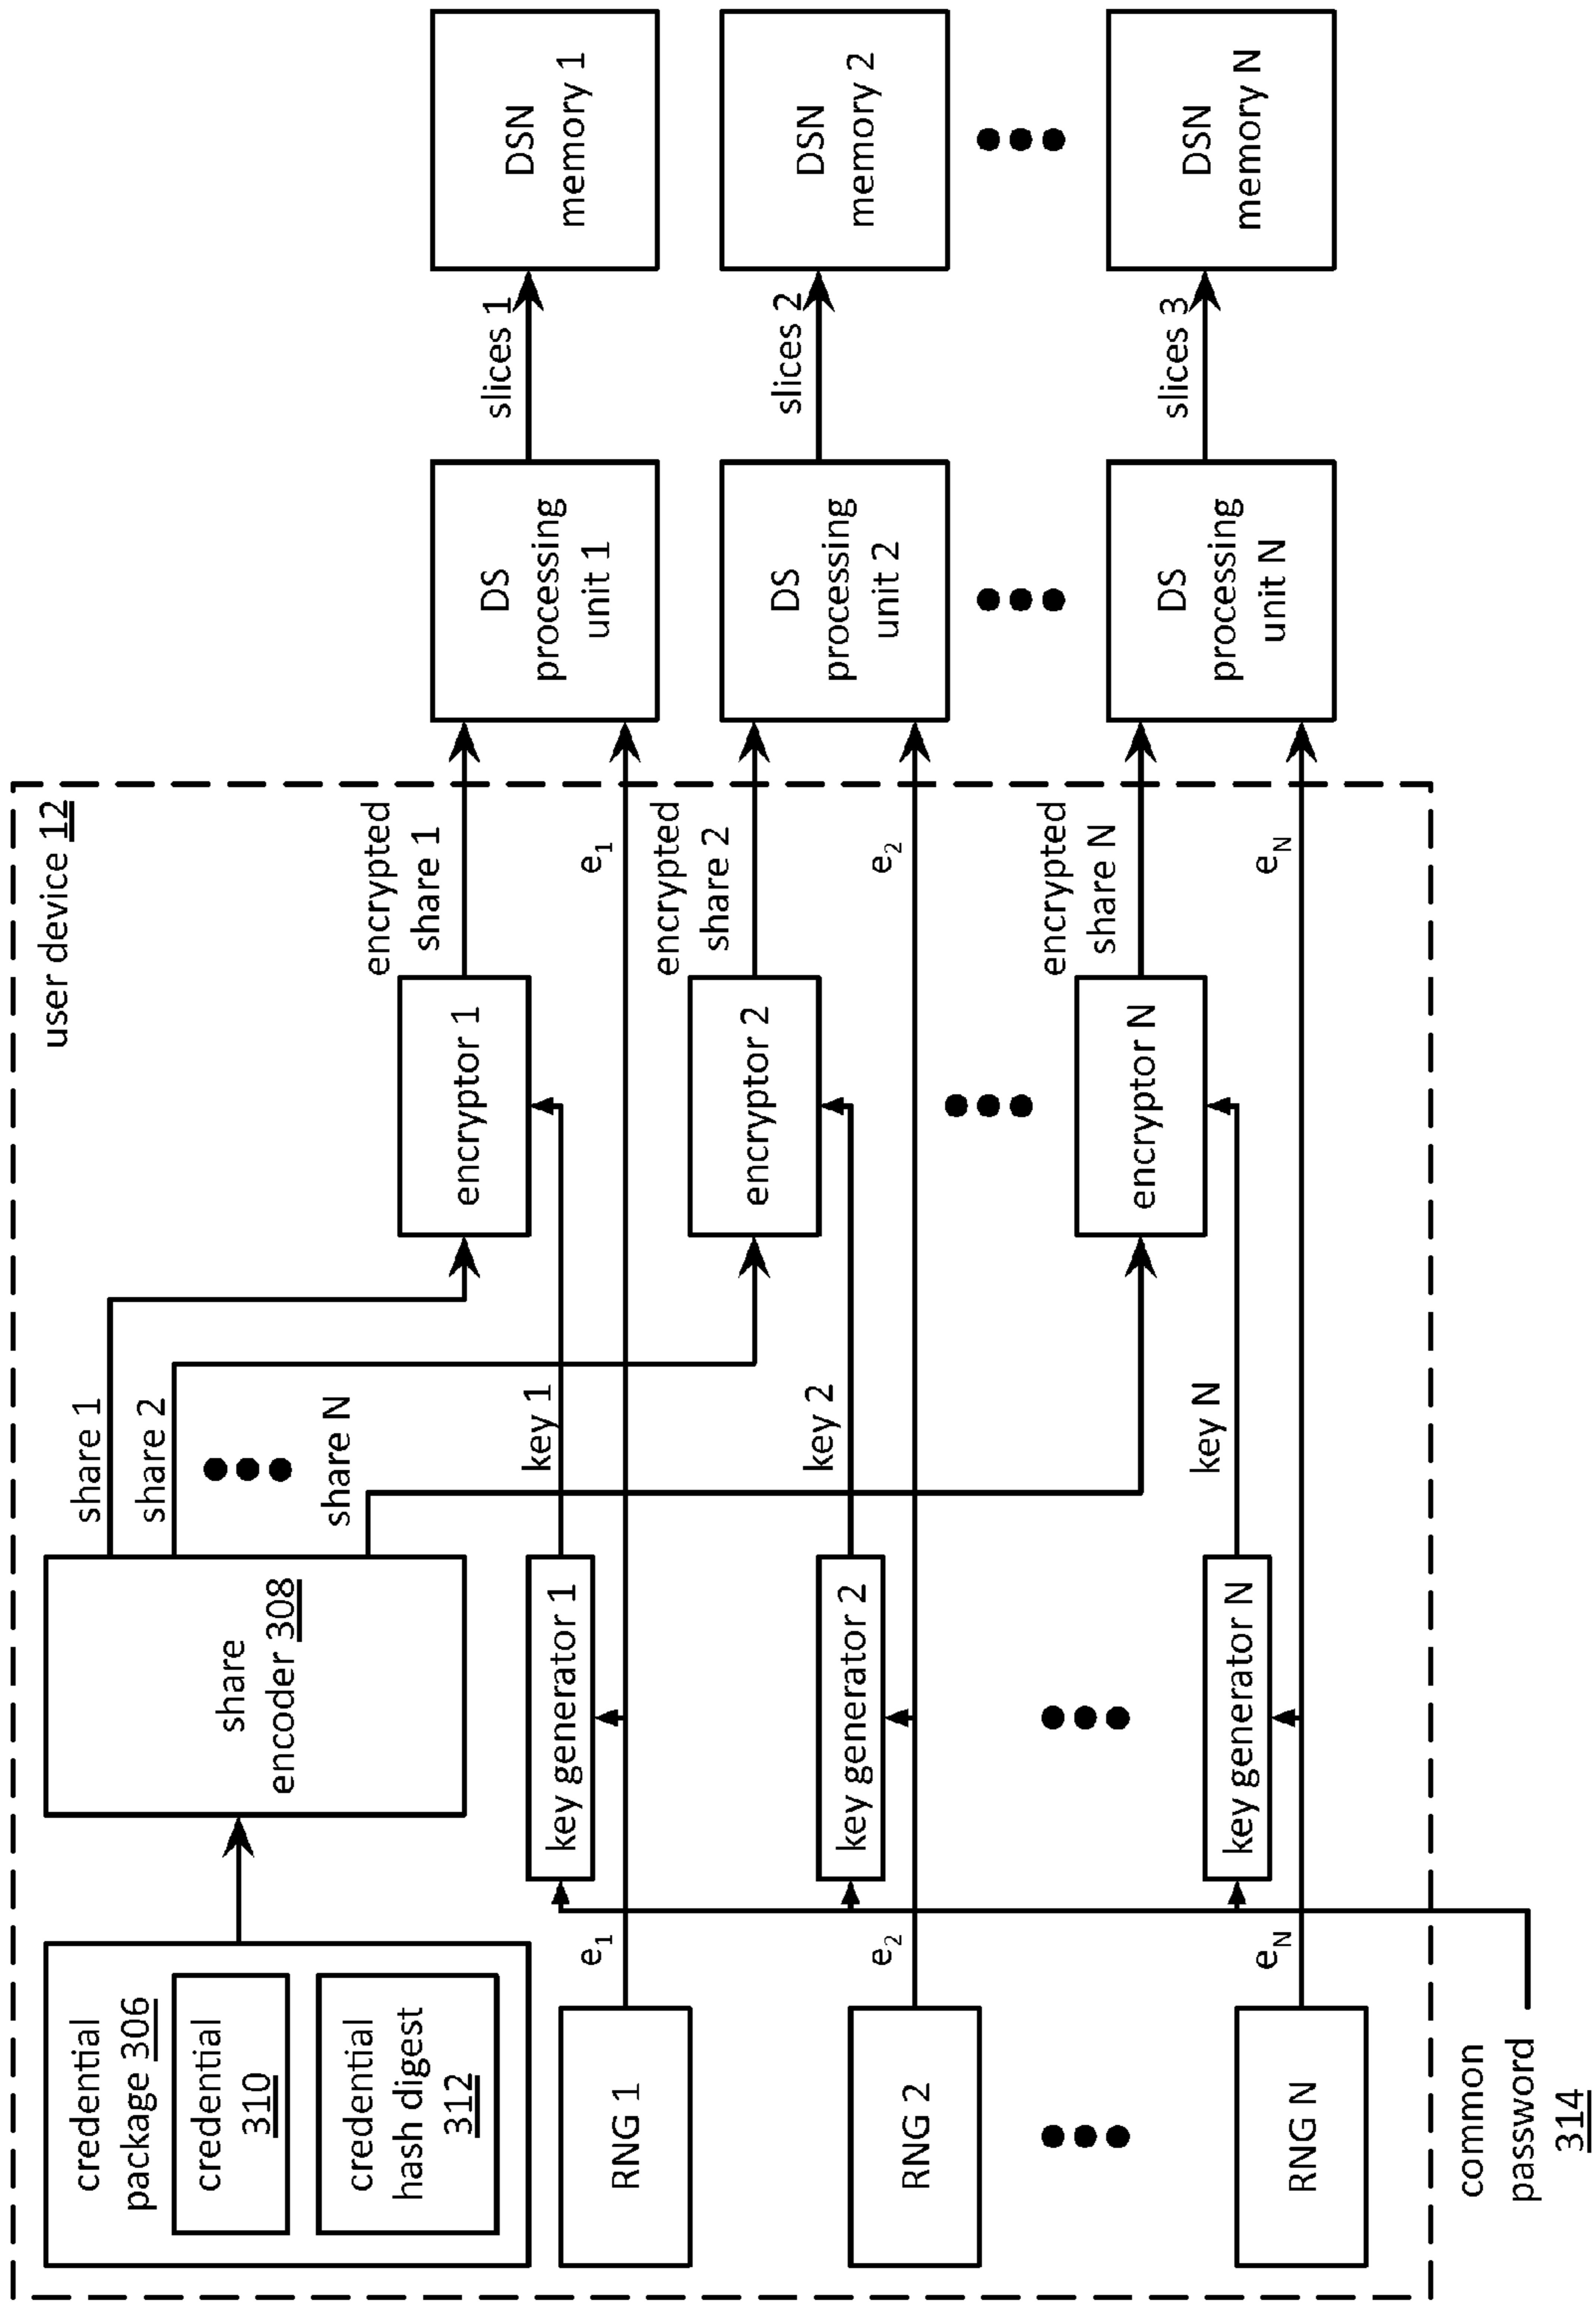 user device 12
credential
package 306
credential
310
credential
hash digest
312
share
encoder 308
share 1
share 2
share N
encryptor 1
encrypted
share 1
DS
processing
unit 1
slices 1
DSN
memory 1
key generator 1
key 1
RNG 1
e1
e1
encryptor 2
encrypted
share 2
DS
processing
unit 2
slices 2
DSN
memory 2
key generator 2
key 2
RNG 2
e2
e2
encryptor N
encrypted
share N
DS
processing
unit N
slices 3
DSN
memory N
key generator N
key N
RNG N
eN
eN
common
password
314